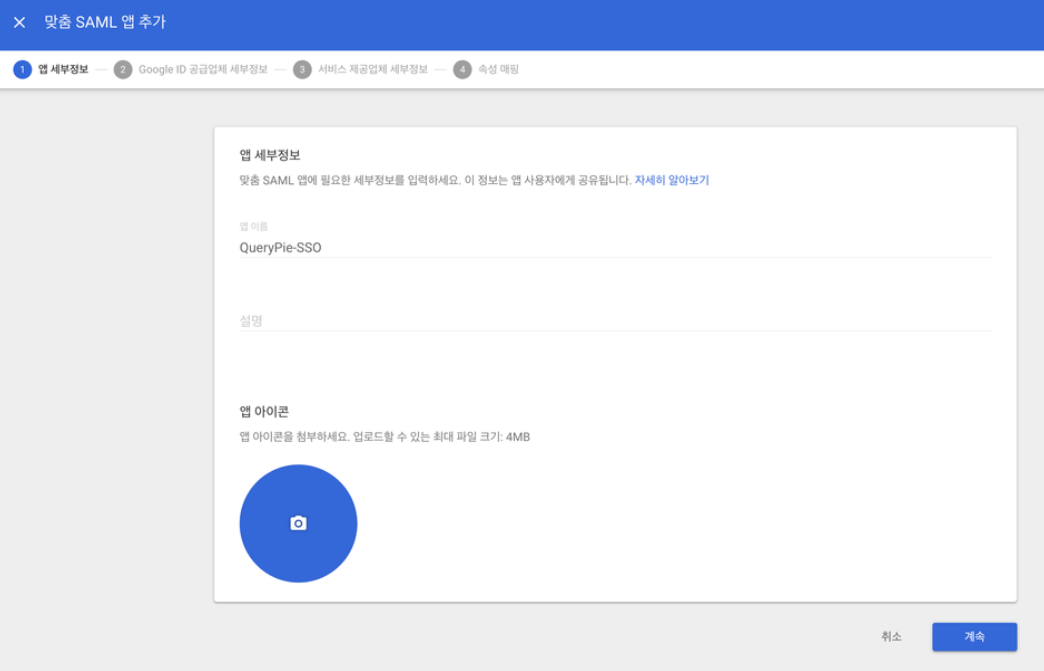 맞춤 SAML 앱 추가
1 앱 세부정보 — 2 Google ID 공급업체 세부정보 — 3 서비스 제공업체 세부정보 — 4 속성 매핑
앱 세부정보
맞춤 SAML 앱에 필요한 세부정보를 입력하세요. 이 정보는 앱 사용자에게 공유됩니다. 자세히 알아보기
앱 이름
QueryPie-SSO
설명
앱 아이콘
앱 아이콘을 첨부하세요. 업로드할 수 있는 최대 파일 크기: 4MB
취소 계속